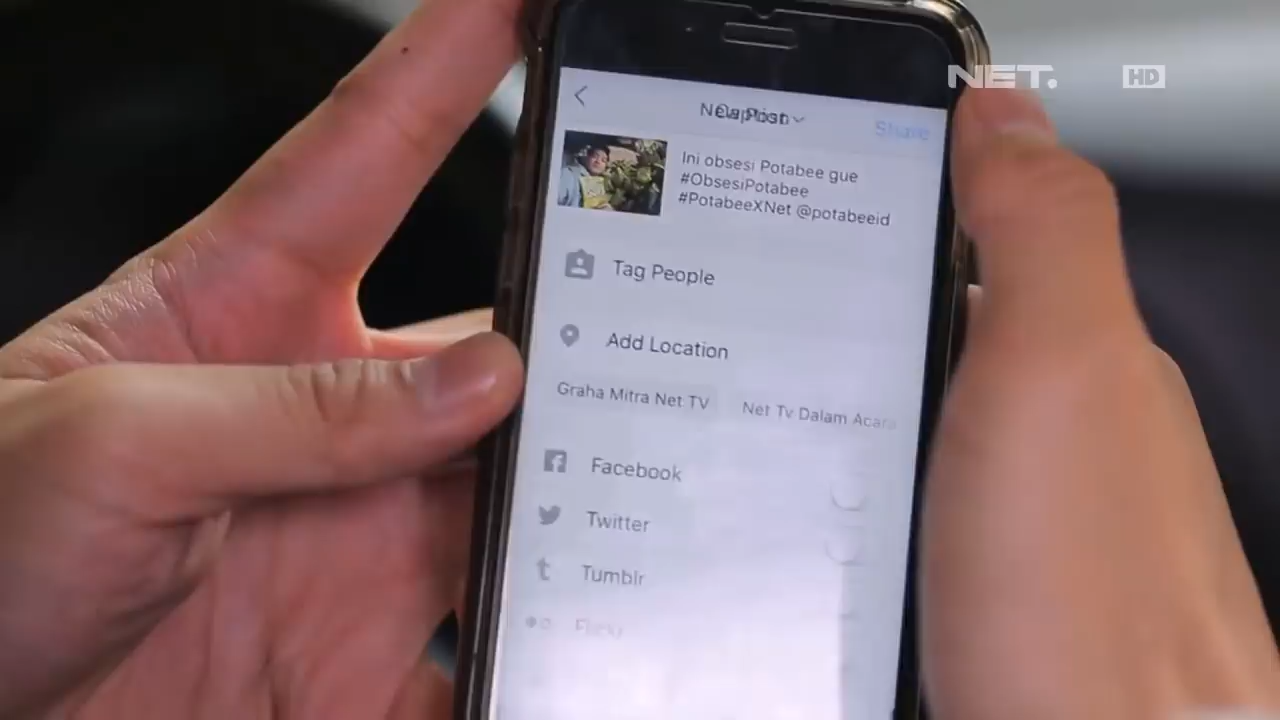 NET. HD
Share
Ini obsesi Potabee gue
#ObsesiPotabee
#PotabeeXNet @potabeeid
Tag People
Add Location
Graha Mitra Net TV
Net Tv Dalam Acara
Facebook
Twitter
Tumblr
Flickr